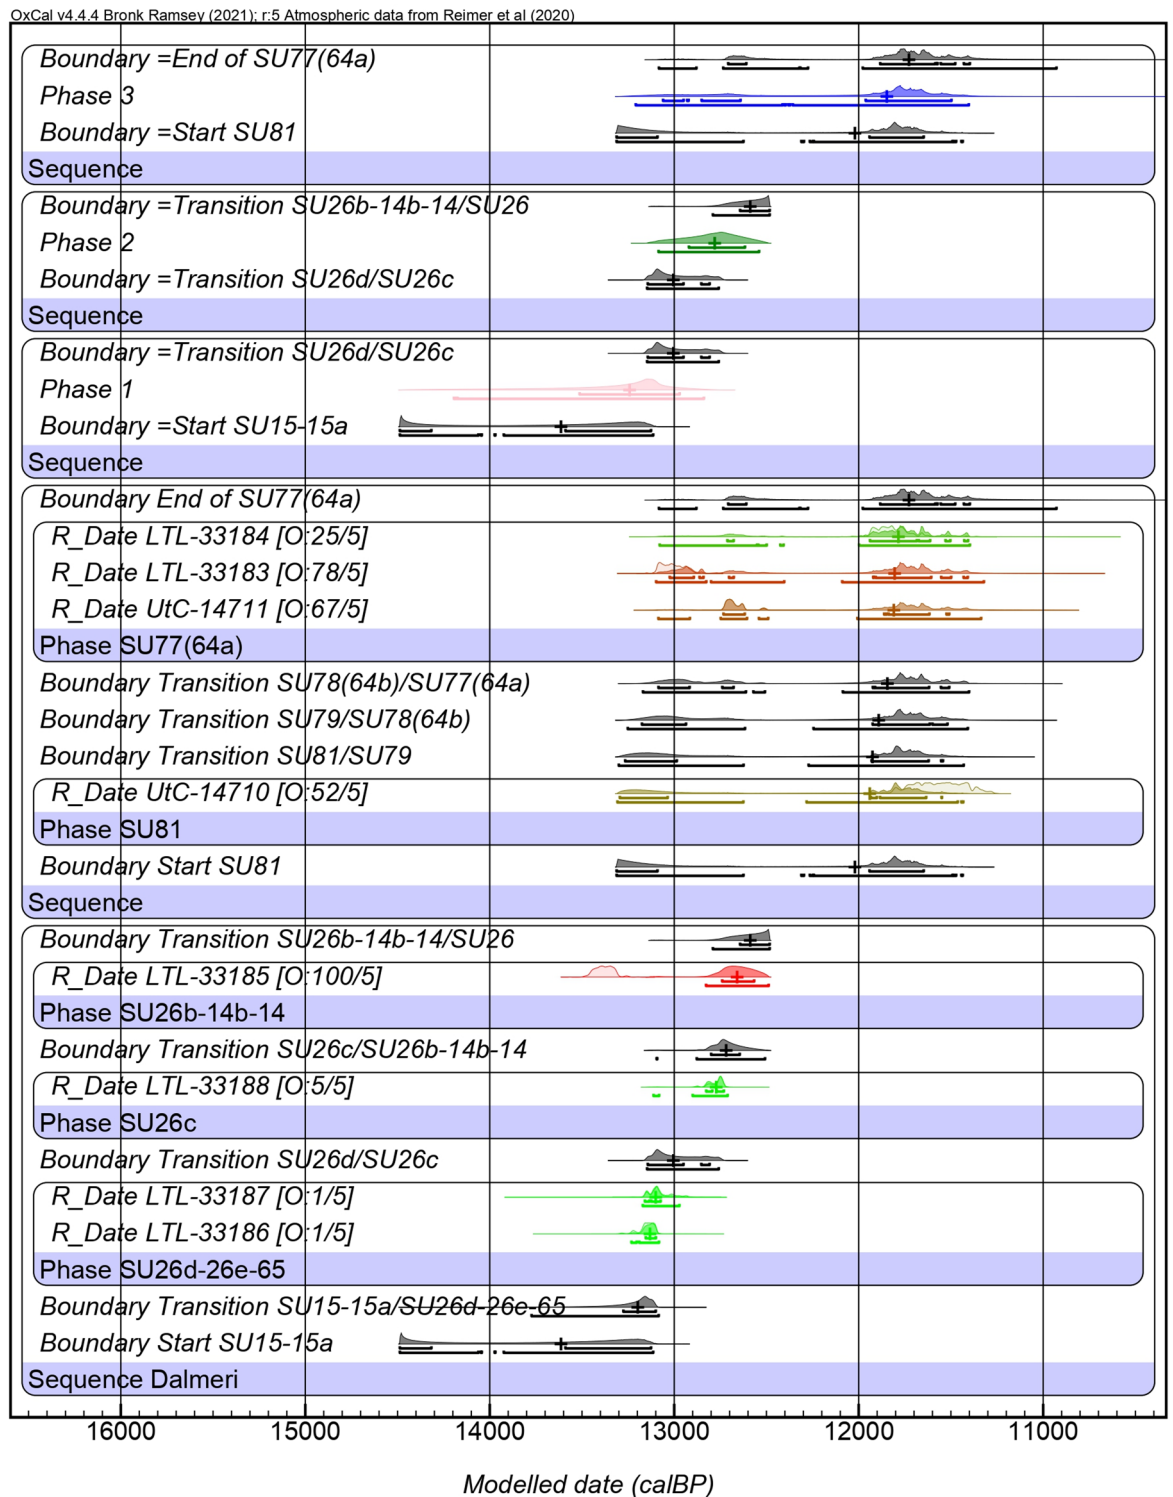 OxCal v4.4.4 Bronk Ramsey (2021); r:5 Atmospheric data from Reimer et al (2020)
Boundary =End of SU77(64a)
Phase 3
Boundary =Start SU81
Sequence
Boundary =Transition SU26b-14b-14/SU26
Phase 2
Boundary =Transition SU26d/SU26c
Sequence
Boundary =Transition SU26d/SU26c
Phase 1
Boundary =Start SU15-15a
Sequence
Boundary End of SU77(64a)
R_Date LTL-33184 [O:25/5]
R_Date LTL-33183 [O:78/5]
R_Date UtC-14711 [O:67/5]
Phase SU77(64a)
Boundary Transition SU78(64b)/SU77(64a)
Boundary Transition SU79/SU78(64b)
Boundary Transition SU81/SU79
R_Date UtC-14710 [O:52/5]
Phase SU81
Boundary Start SU81
Sequence
Boundary Transition SU26b-14b-14/SU26
R_Date LTL-33185 [O:100/5]
Phase SU26b-14b-14
Boundary Transition SU26c/SU26b-14b-14
R_Date LTL-33188 [O:5/5]
Phase SU26c
Boundary Transition SU26d/SU26c
R_Date LTL-33187 [O:1/5]
R_Date LTL-33186 [O:1/5]
Phase SU26d-26e-65
Boundary Transition SU15-15a/SU26d-26e-65
Boundary Start SU15-15a
Sequence Dalmeri
16000 15000 14000 13000 12000 11000
Modelled date (calBP)